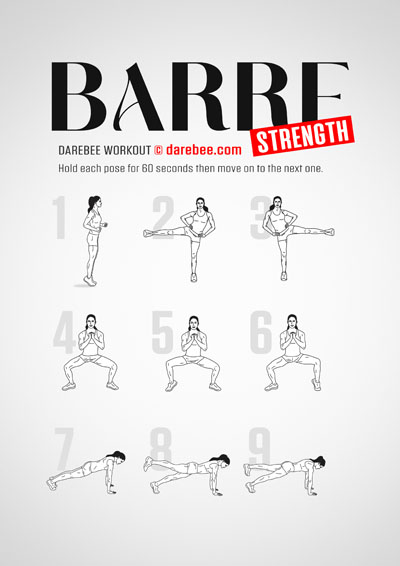 BARRE
STRENGTH
DAREBEE WORKOUT © darebee.com
Hold each pose for 60 seconds then move on to the next one.
1 2 3
4 5 6
7 8 9